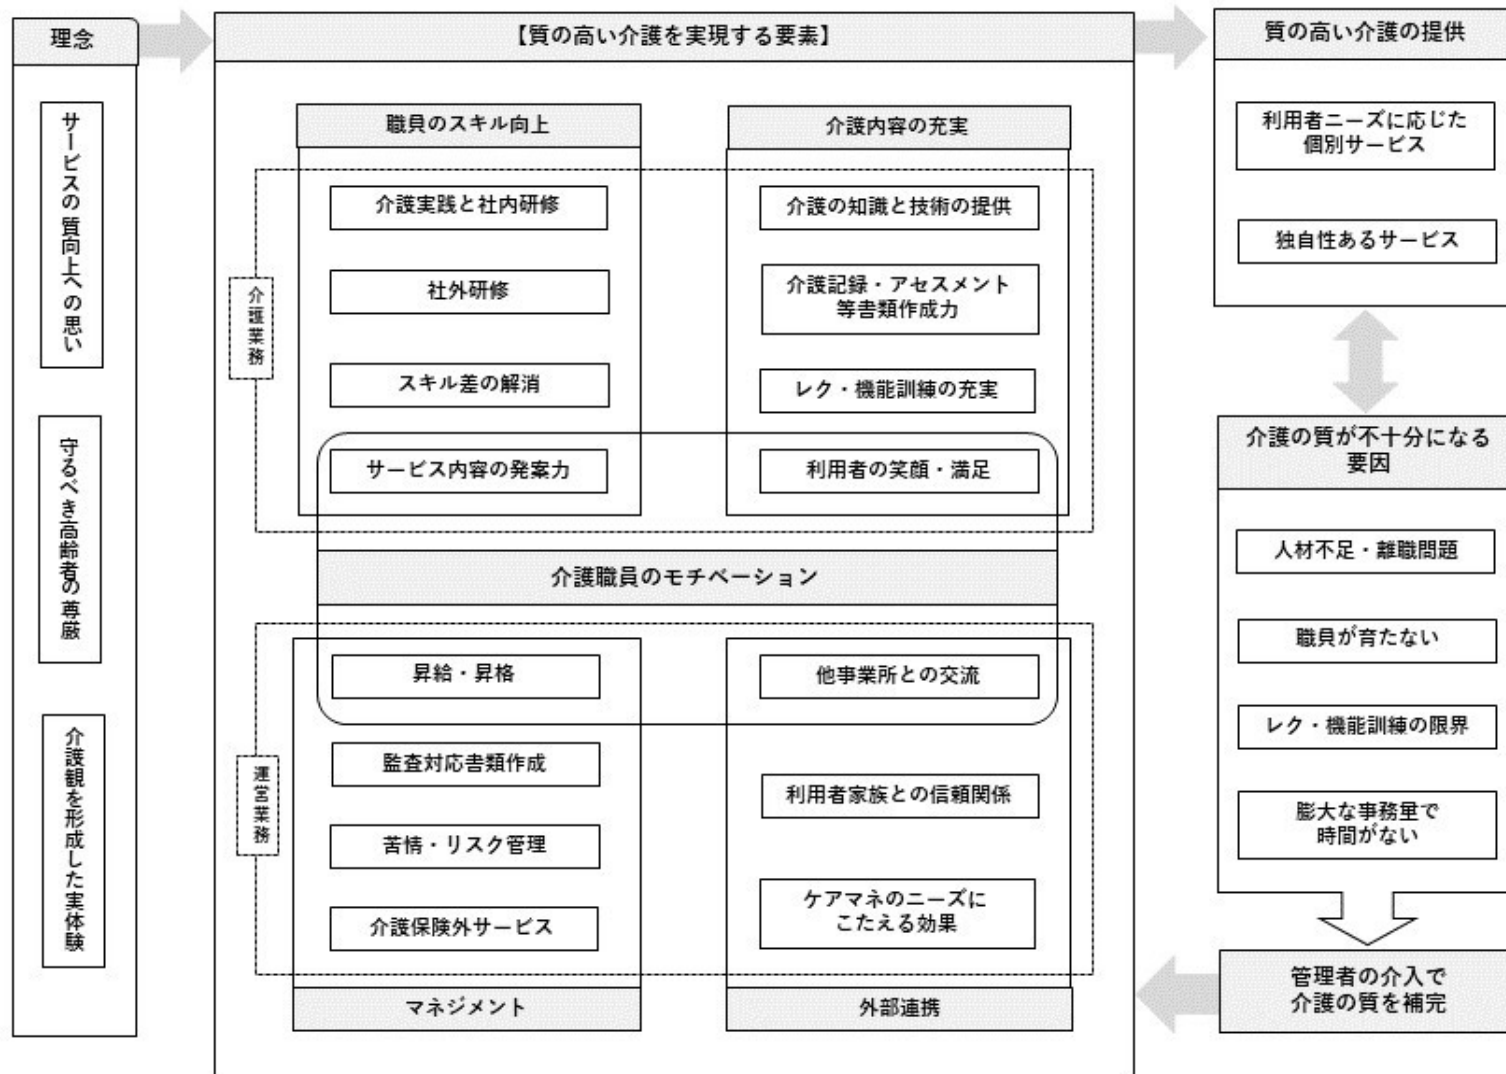 理念
サービスの質向上への思い
守るべき高齢者の尊厳
介護観を形成した実体験
【質の高い介護を実現する要素】
職員のスキル向上
介護実践と社内研修
社外研修
スキル差の解消
サービス内容の発案力
介護内容の充実
介護の知識と技術の提供
介護記録・アセスメント
等書類作成力
レク・機能訓練の充実
利用者の笑顔・満足
介護業務
介護職員のモチベーション
運営業務
昇給・昇格
監査対応書類作成
苦情・リスク管理
介護保険外サービス
マネジメント
他事業所との交流
利用者家族との信頼関係
ケアマネのニーズに
こたえる効果
外部連携
質の高い介護の提供
利用者ニーズに応じた
個別サービス
独自性あるサービス
介護の質が不十分になる
要因
人材不足・離職問題
職員が育たない
レク・機能訓練の限界
膨大な事務量で
時間がない
管理者の介入で
介護の質を補完